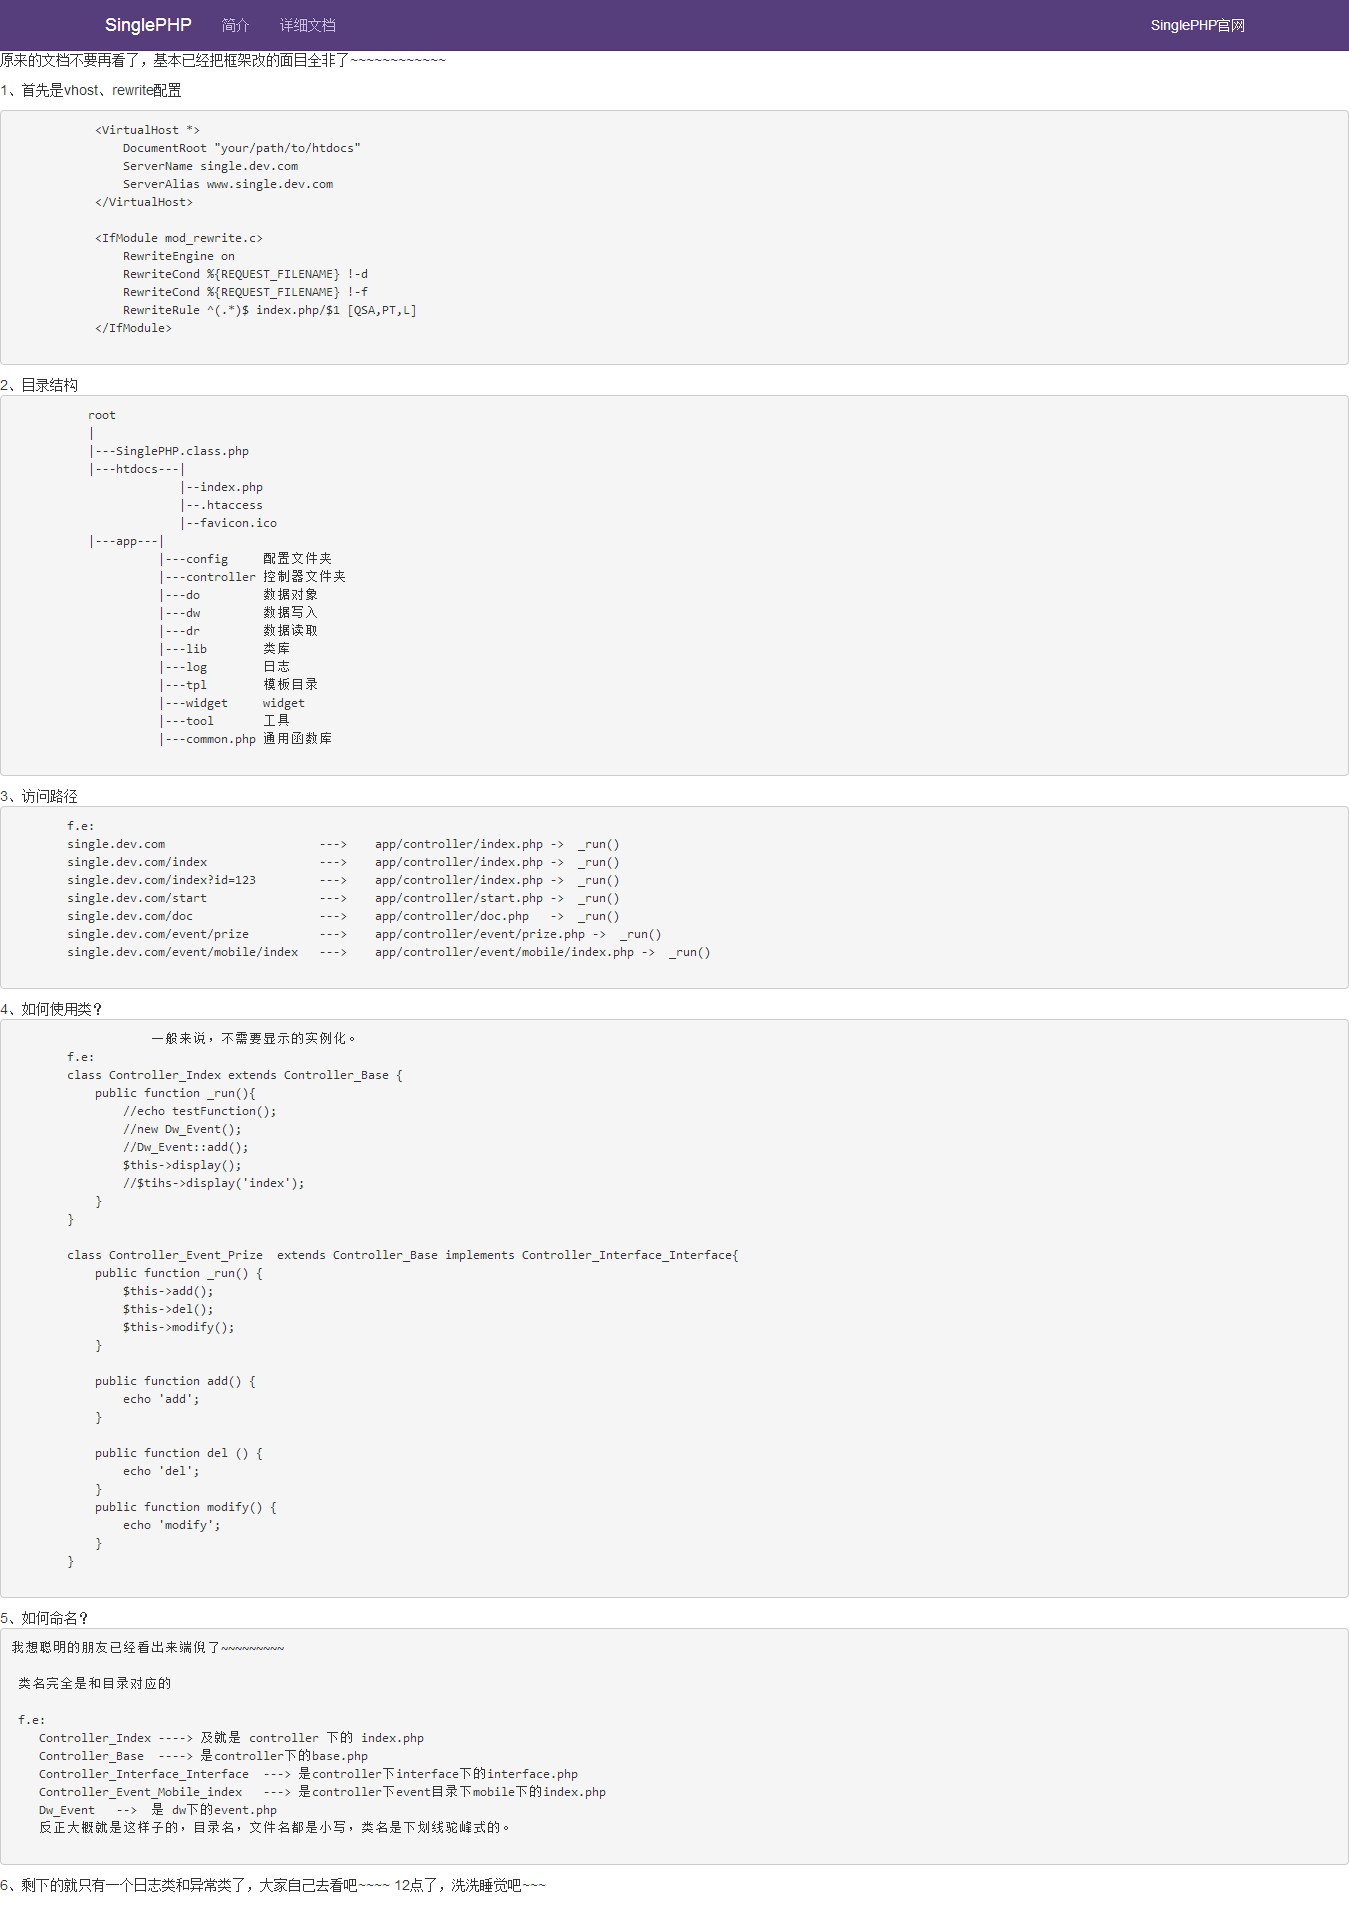 SinglePHP 简介 详细文档 SinglePHP官网
原来的文档不要再看了，基本已经把框架改的面目全非了~~~~~~~~~~~~
1、首先是vhost、rewrite配置
<VirtualHost *>
    DocumentRoot "your/path/to/htdocs"
    ServerName single.dev.com
    ServerAlias www.single.dev.com
</VirtualHost>

<IfModule mod_rewrite.c>
    RewriteEngine on
    RewriteCond %{REQUEST_FILENAME} !-d
    RewriteCond %{REQUEST_FILENAME} !-f
    RewriteRule ^(.*)$ index.php/$1 [QSA,PT,L]
</IfModule>
2、目录结构
root
|
|---SinglePHP.class.php
|---htdocs---|
             |--index.php
             |--.htaccess
             |--favicon.ico
|---app---|
          |---config     配置文件夹
          |---controller 控制器文件夹
          |---do         数据对象
          |---dw         数据写入
          |---dr         数据读取
          |---lib        类库
          |---log        日志
          |---tpl        模板目录
          |---widget     widget
          |---tool       工具
          |---common.php 通用函数库
3、访问路径
f.e:
single.dev.com                      --->    app/controller/index.php ->  _run()
single.dev.com/index                --->    app/controller/index.php ->  _run()
single.dev.com/index?id=123         --->    app/controller/index.php ->  _run()
single.dev.com/start                --->    app/controller/start.php ->  _run()
single.dev.com/doc                  --->    app/controller/doc.php   ->  _run()
single.dev.com/event/prize          --->    app/controller/event/prize.php ->  _run()
single.dev.com/event/mobile/index   --->    app/controller/event/mobile/index.php ->  _run()
4、如何使用类？
一般来说，不需要显示的实例化。
f.e:
class Controller_Index extends Controller_Base {
    public function _run(){
        //echo testFunction();
        //new Dw_Event();
        //Dw_Event::add();
        $this->display();
        //$tihs->display('index');
    }
}

class Controller_Event_Prize  extends Controller_Base implements Controller_Interface_Interface{
    public function _run() {
        $this->add();
        $this->del();
        $this->modify();
    }

    public function add() {
        echo 'add';
    }

    public function del () {
        echo 'del';
    }
    public function modify() {
        echo 'modify';
    }
}
5、如何命名？
我想聪明的朋友已经看出来端倪了~~~~~~~~~

类名完全是和目录对应的

f.e:
   Controller_Index ----> 及就是 controller 下的 index.php
   Controller_Base  ----> 是controller下的base.php
   Controller_Interface_Interface  ---> 是controller下interface下的interface.php
   Controller_Event_Mobile_index   ---> 是controller下event目录下mobile下的index.php
   Dw_Event   -->  是 dw下的event.php
   反正大概就是这样子的，目录名，文件名都是小写，类名是下划线驼峰式的。
6、剩下的就只有一个日志类和异常类了，大家自己去看吧~~~~ 12点了，洗洗睡觉吧~~~